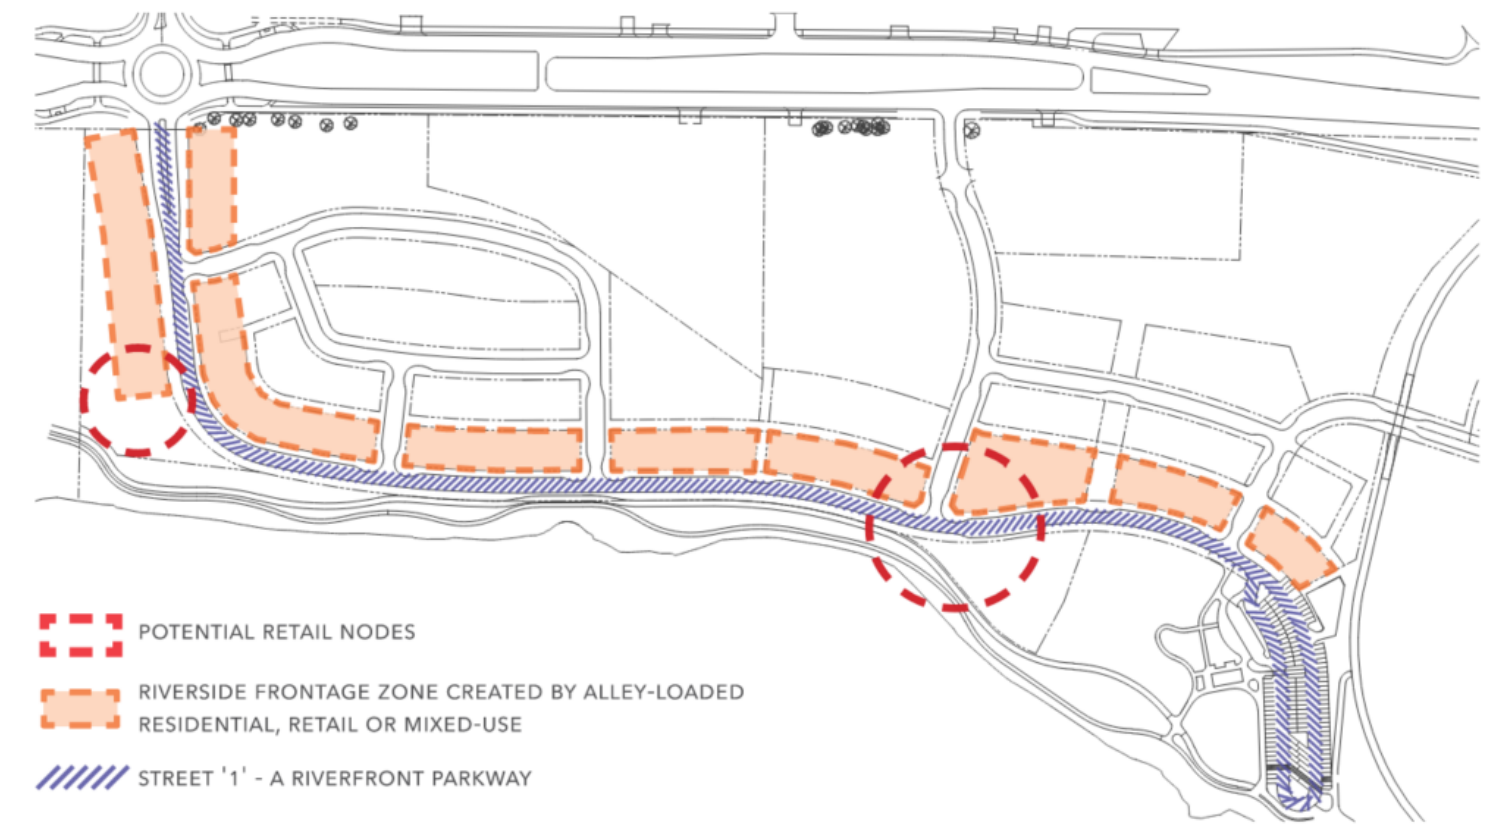 POTENTIAL RETAIL NODES
RIVERSIDE FRONTAGE ZONE CREATED BY ALLEY-LOADED
RESIDENTIAL, RETAIL OR MIXED-USE
STREET '1' - A RIVERFRONT PARKWAY